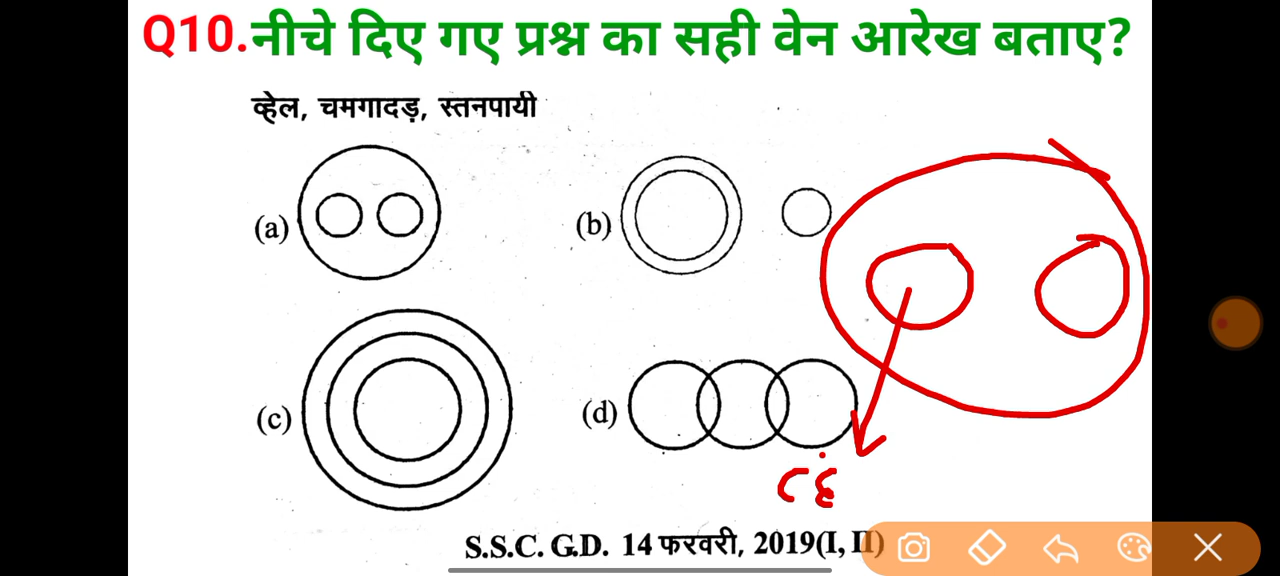 Q10.नीचे दिए गए प्रश्न का सही वेन आरेख बताए?
व्हेल, चमगादड़, स्तनपायी
(a)
(b)
(c)
(d)
S.S.C. G.D. 14 फरवरी, 2019(I, II)